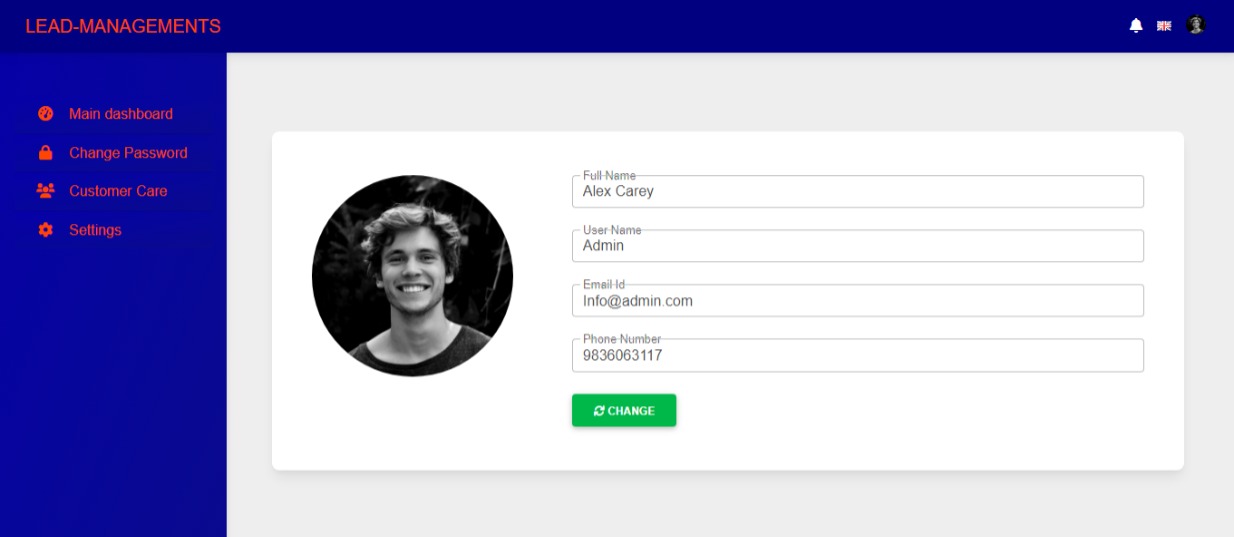 LEAD-MANAGEMENTS
Main dashboard
Change Password
Customer Care
Settings
Full Name
Alex Carey
User Name
Admin
Email Id
Info@admin.com
Phone Number
9836063117
CHANGE